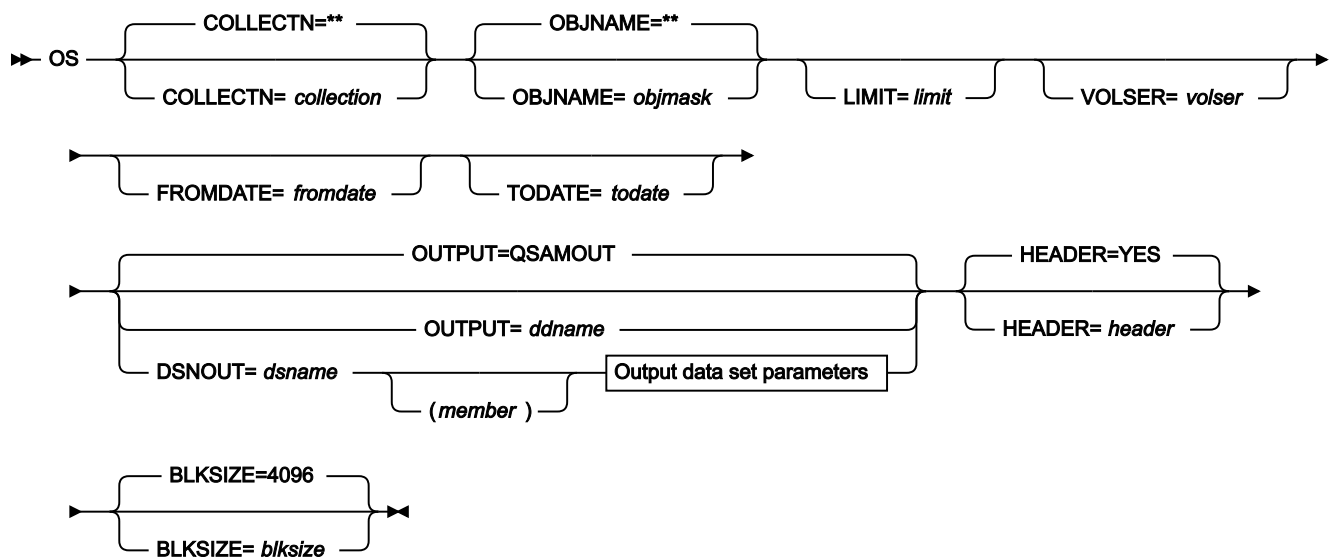 COLLECTN=** OBJNAME=**
OS
COLLECTN= collection OBJNAME= objmask LIMIT= limit VOLSER= volser
FROMDATE= fromdate TODATE= todate
OUTPUT=QSAMOUT HEADER=YES
OUTPUT= ddname HEADER= header
DSNOUT= dsname Output data set parameters
( member )
BLKSIZE=4096
BLKSIZE= blksize